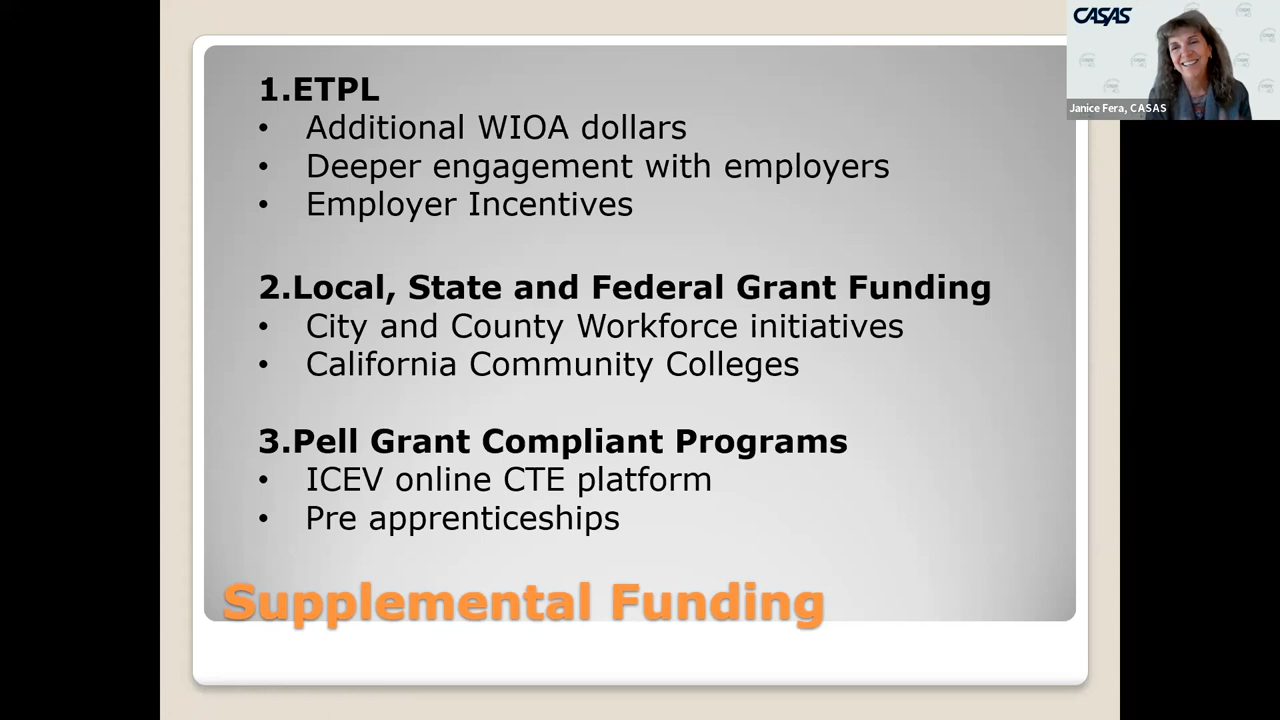 1.ETPL
• Additional WIOA dollars
• Deeper engagement with employers
• Employer Incentives
2.Local, State and Federal Grant Funding
• City and County Workforce initiatives
• California Community Colleges
3.Pell Grant Compliant Programs
• ICEV online CTE platform
• Pre apprenticeships
Supplemental Funding
CASAS
Janice Fera, CASAS